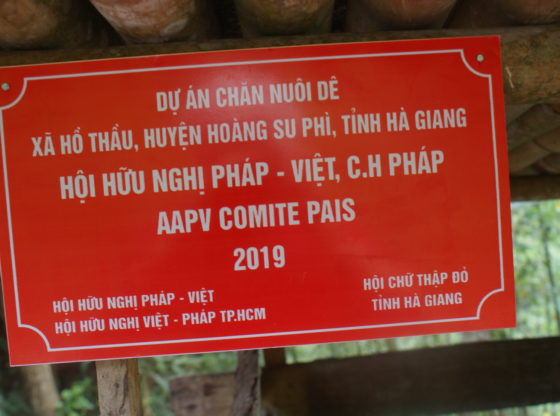 DỰ ÁN CHĂN NUÔI DÊ
XÃ HỒ THẦU, HUYỆN HOÀNG SU PHÌ, TỈNH HÀ GIANG
HỘI HỮU NGHỊ PHÁP - VIỆT, C.H PHÁP
AAPV COMITE PAIS
2019
HỘI HỮU NGHỊ PHÁP - VIỆT
HỘI HỮU NGHỊ VIỆT - PHÁP TP.HCM
HỘI CHỮ THẬP ĐỎ
TỈNH HÀ GIANG